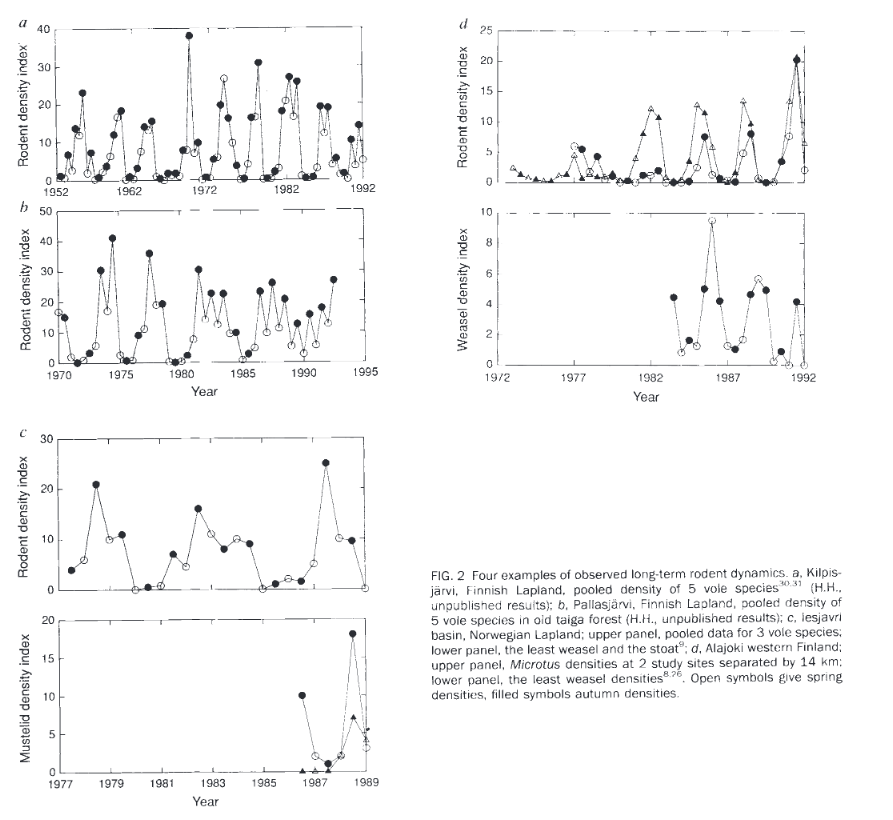 a
Rodent density index
40
30
20
10
0
1952
1962
1972
1982
1992
b
Rodent density index
50
40
30
20
10
0
1970
1975
1980
1985
1990
1995
Year
c
Rodent density index
30
20
10
0
Mustelid density index
20
15
10
5
0
1977
1979
1981
1983
1985
1987
1989
Year
d
Rodent density index
25
20
15
10
5
0
Weasel density index
10
8
6
4
2
0
1972
1977
1982
1987
1992
Year
FIG. 2 Four examples of observed long-term rodent dynamics. a, Kilpis-
järvi, Finnish Lapland, pooled density of 5 vole species30,31 (H.H.,
unpublished results); b, Pallasjärvi, Finnish Lapland, pooled density of
5 vole species in old taiga forest (H.H., unpublished results); c, Iesjavri
basin, Norwegian Lapland; upper panel, pooled data for 3 vole species;
lower panel, the least weasel and the stoat9; d, Alajoki western Finland;
upper panel, Microtus densities at 2 study sites separated by 14 km;
lower panel, the least weasel densities8,26. Open symbols give spring
densities, filled symbols autumn densities.